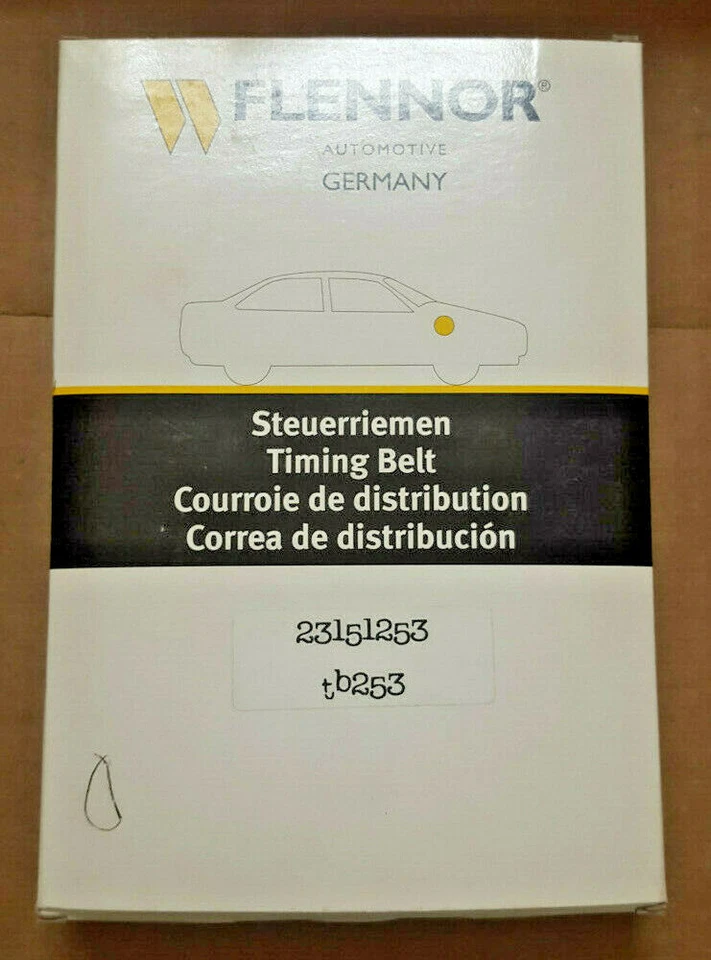 FLENNOR®
AUTOMOTIVE
GERMANY
Steuerriemen
Timing Belt
Courroie de distribution
Correa de distribución
23151253
tb253